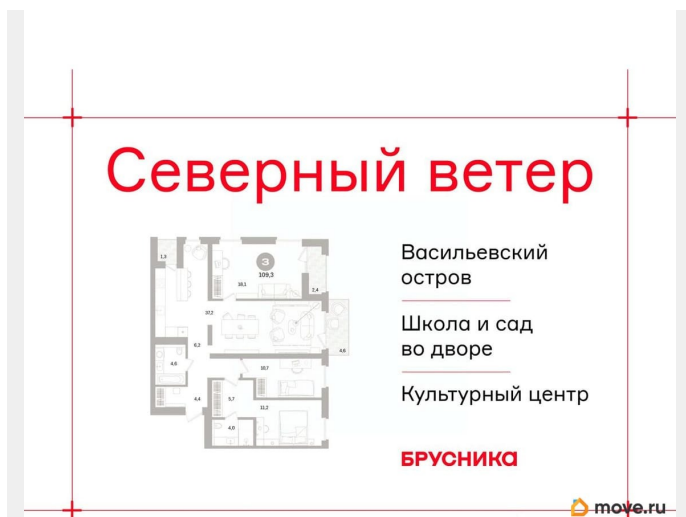 Северный ветер
3
109,3
1,3
18,1
2,4
37,2
4,6
6,3
4,6
10,7
4,4
5,7
11,2
4,0
Васильевский
остров
Школа и сад
во дворе
Культурный центр
БРУСНИКА
move.ru